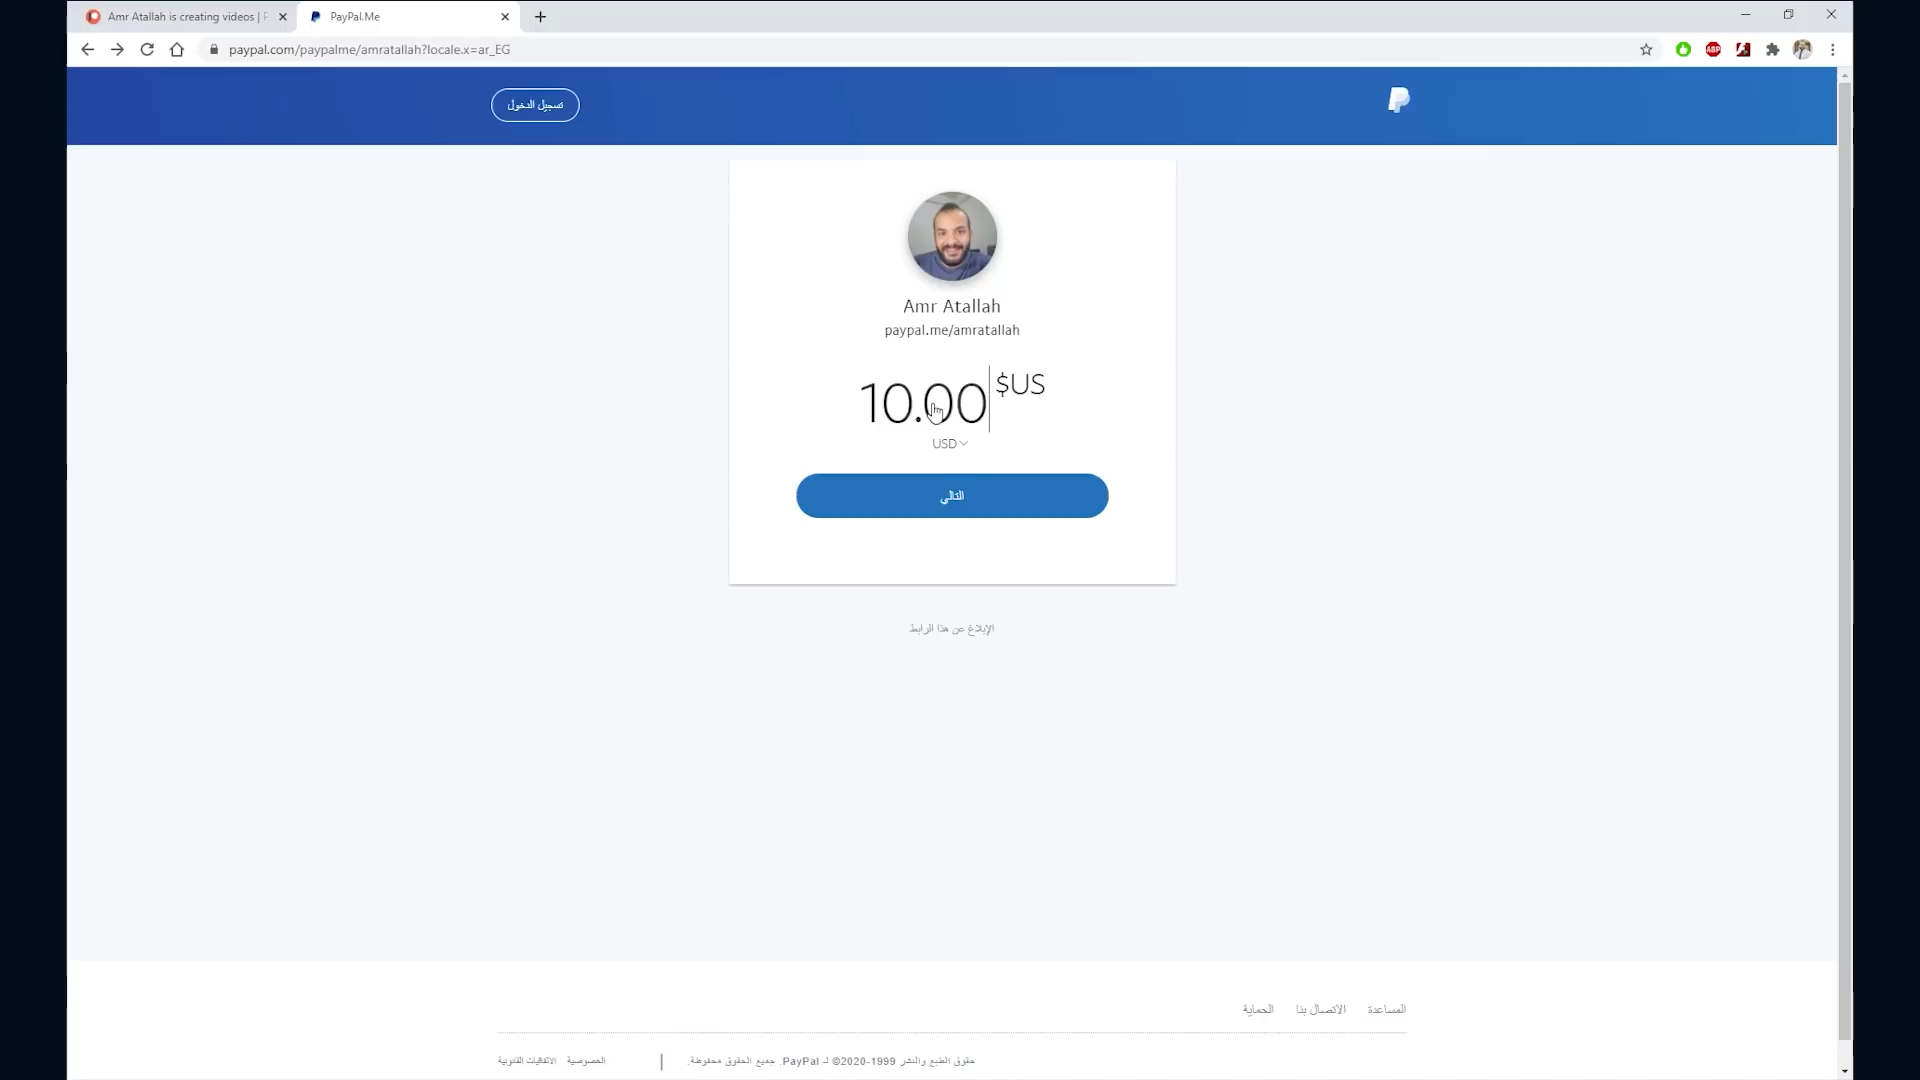 Amr Atallah is creating videos | P
PayPal.Me
paypal.com/paypalme/amratallah?locale.x=ar_EG
ABP
تسجيل الدخول
Amr Atallah
paypal.me/amratallah
10.00 $US
USD
التالي
الإبلاغ عن هذا الرابط
المساعدة الاتصال بنا الحماية
حقوق الطبع والنشر 1999-2020© لـ PayPal. جميع الحقوق محفوظة. | الخصوصية الاتفاقيات القانونية